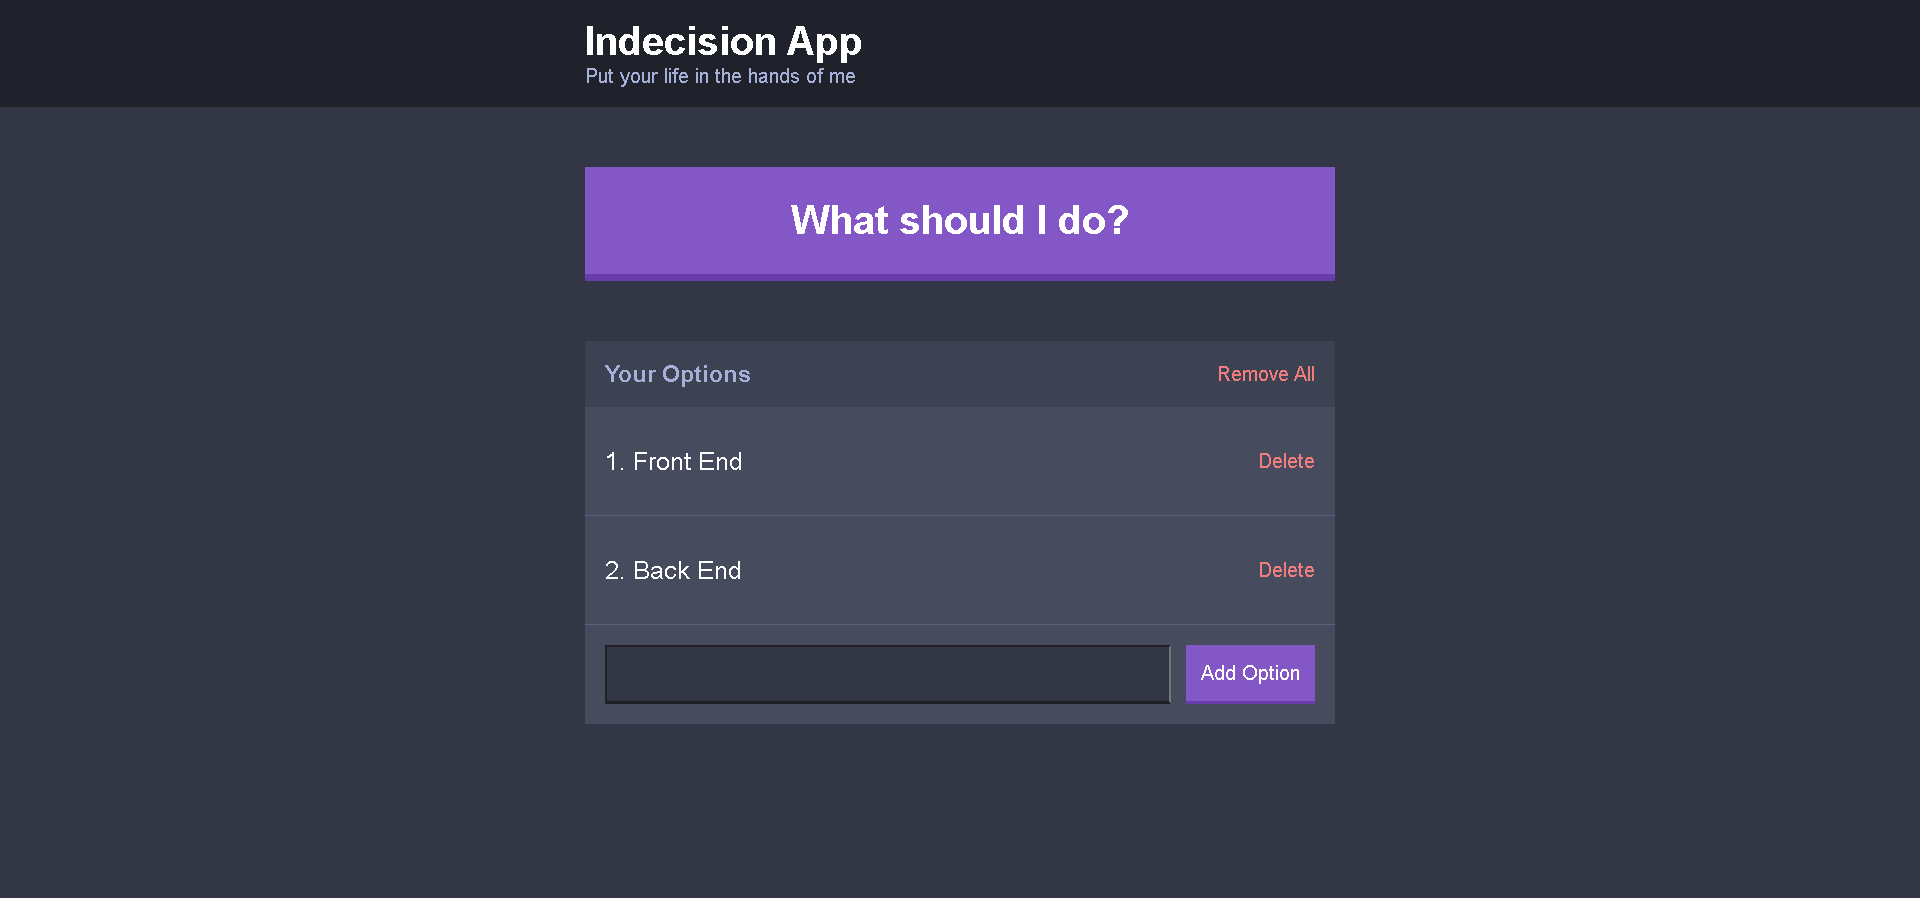 Indecision App
Put your life in the hands of me
What should I do?
Your Options
Remove All
1. Front End
Delete
2. Back End
Delete
Add Option